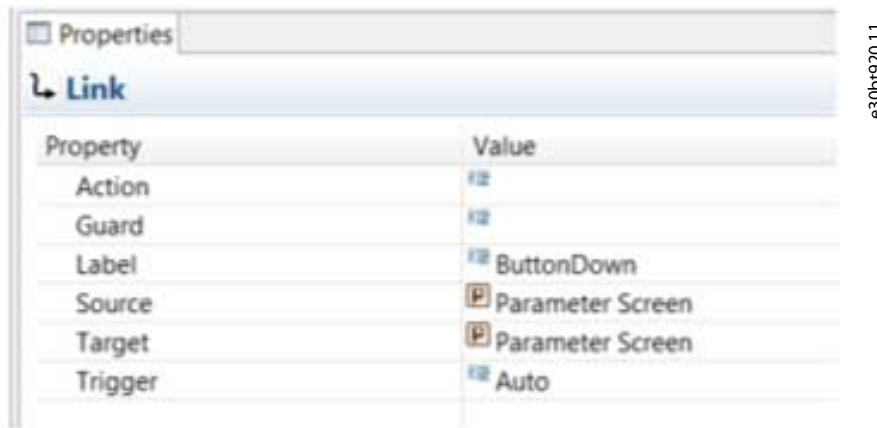 Properties
Link
Property Value
Action
Guard
Label ButtonDown
Source Parameter Screen
Target Parameter Screen
Trigger Auto
e30bt920.11